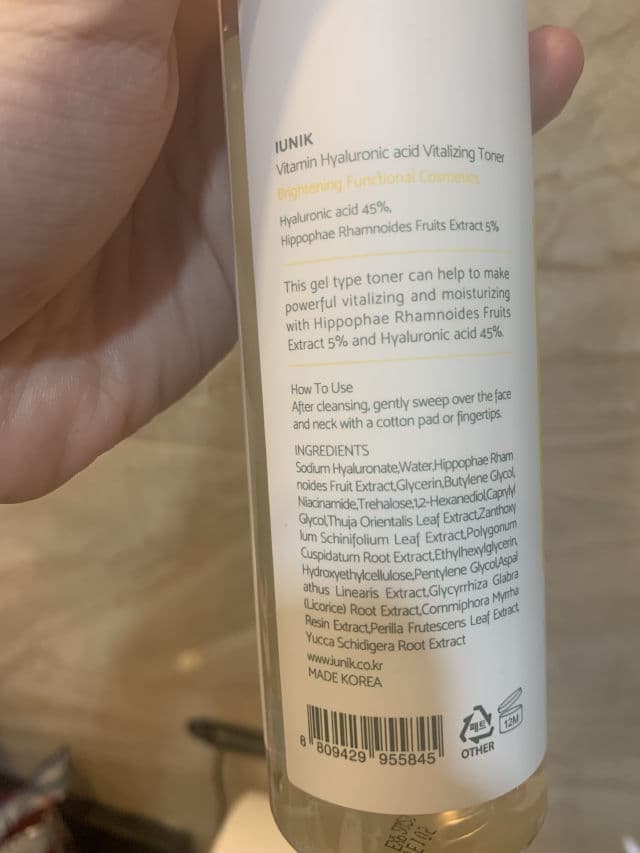 IUNIK
Vitamin Hyaluronic acid Vitalizing Toner
Brightening Functional Cosmetics
Hyaluronic acid 45%,
Hippophae Rhamnoides Fruits Extract 5%
This gel type toner can help to make
powerful vitalizing and moisturizing
with Hippophae Rhamnoides Fruits
Extract 5% and Hyaluronic acid 45%.
How To Use
After cleansing, gently sweep over the face
and neck with a cotton pad or fingertips.
INGREDIENTS
Sodium Hyaluronate,Water,Hippophae Rham
noides Fruit Extract,Glycerin,Butylene Glycol,
Niacinamide,Trehalose,1,2-Hexanediol,Caprylyl
Glycol,Thuja Orientalis Leaf Extract,Zanthoxy
lum Schinifolium Leaf Extract,Polygonum
Cuspidatum Root Extract,Ethylhexylglycerin,
Hydroxyethylcellulose,Pentylene Glycol,Aspal
athus Linearis Extract,Glycyrrhiza Glabra
(Licorice) Root Extract,Commiphora Myrrha
Resin Extract,Perilla Frutescens Leaf Extract,
Yucca Schidigera Root Extract
www.iunik.co.kr
MADE KOREA
8 809429 955845
페트
OTHER
12M